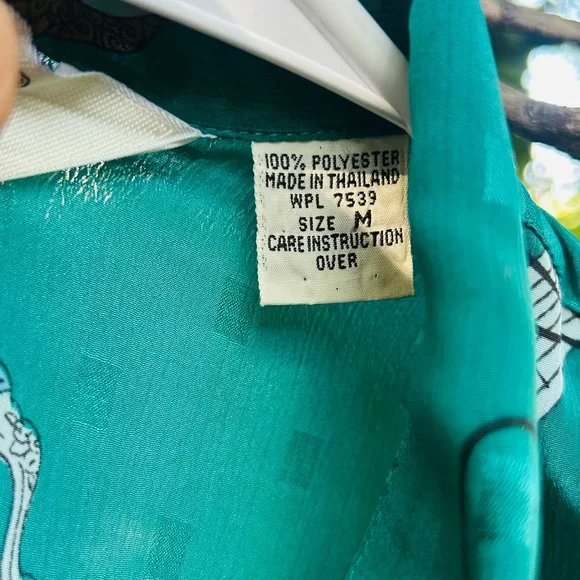 100% POLYESTER
MADE IN THAILAND
WPL 7539
SIZE M
CARE INSTRUCTION
OVER